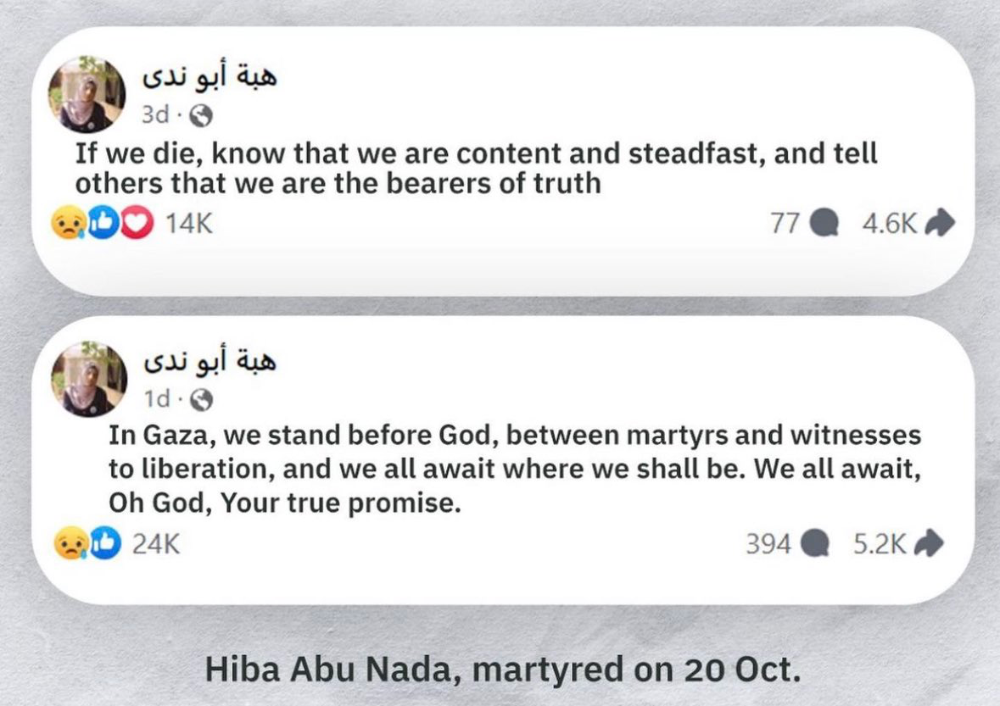 هبة أبو ندى
3d ·
If we die, know that we are content and steadfast, and tell
others that we are the bearers of truth
14K 77 4.6K
هبة أبو ندى
1d ·
In Gaza, we stand before God, between martyrs and witnesses
to liberation, and we all await where we shall be. We all await,
Oh God, Your true promise.
24K 394 5.2K
Hiba Abu Nada, martyred on 20 Oct.